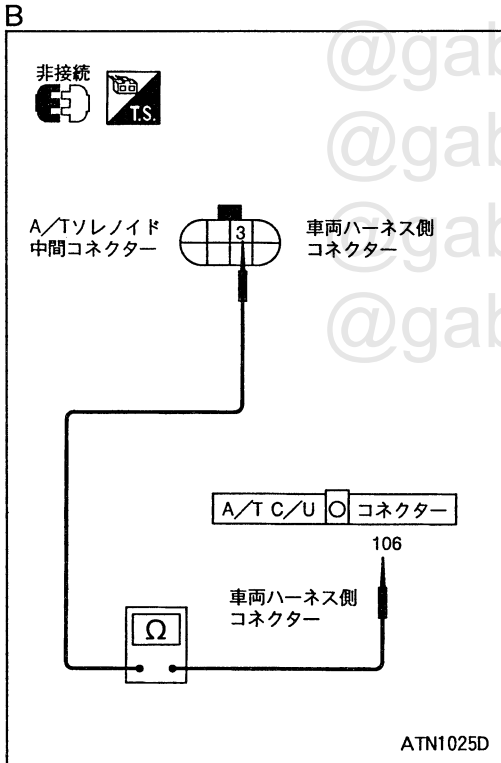 B
@gab
非接続
T.S.
@gab
A／Tソレノイド
中間コネクター
3
車両ハーネス側
コネクター
@gab
@gab
A／T C／U コネクター
106
車両ハーネス側
コネクター
Ω
ATN1025D